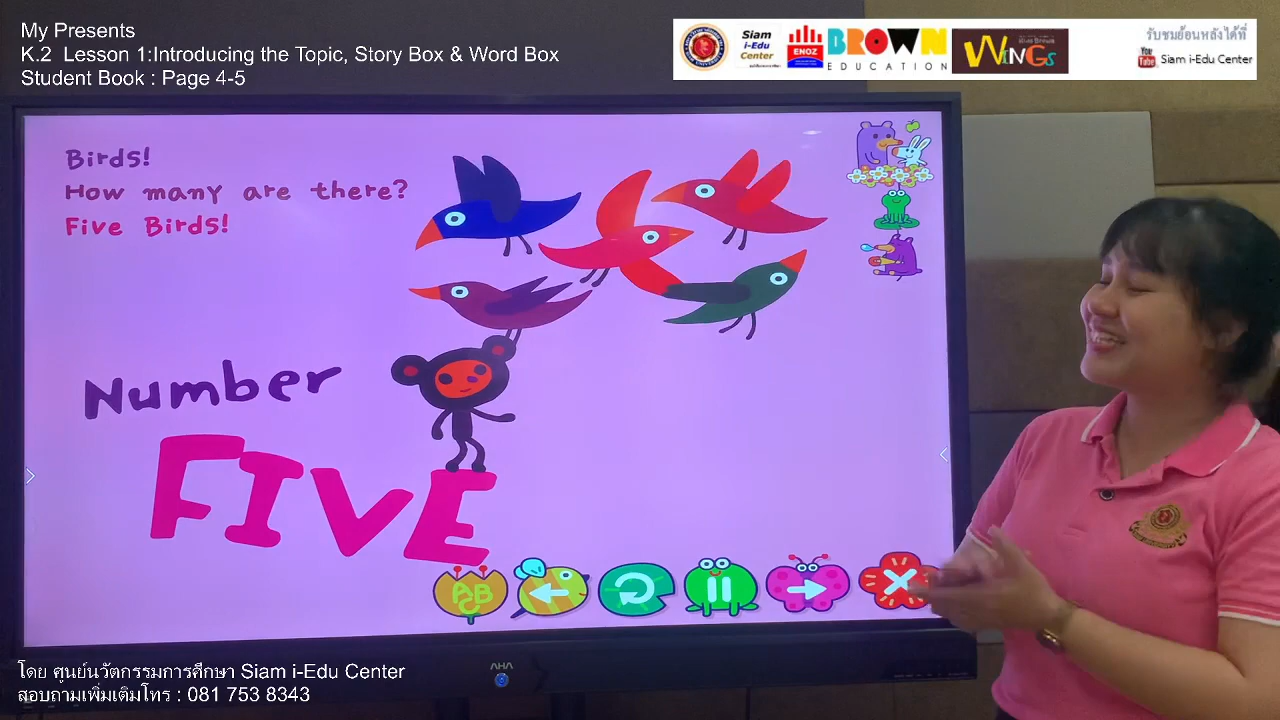 My Presents
K.2 Lesson 1:Introducing the Topic, Story Box & Word Box
Student Book : Page 4-5
Siam
i-Edu
Center
ENOZ
BROWN
EDUCATION
WiNGs
รับชมย้อนหลังได้ที่
You
Tube
Siam i-Edu Center
Birds!
How many are there?
Five Birds!
Number
FIVE
ABC
AHA
โดย ศูนย์นวัตกรรมการศึกษา Siam i-Edu Center
สอบถามเพิ่มเติมโทร : 081 753 8343